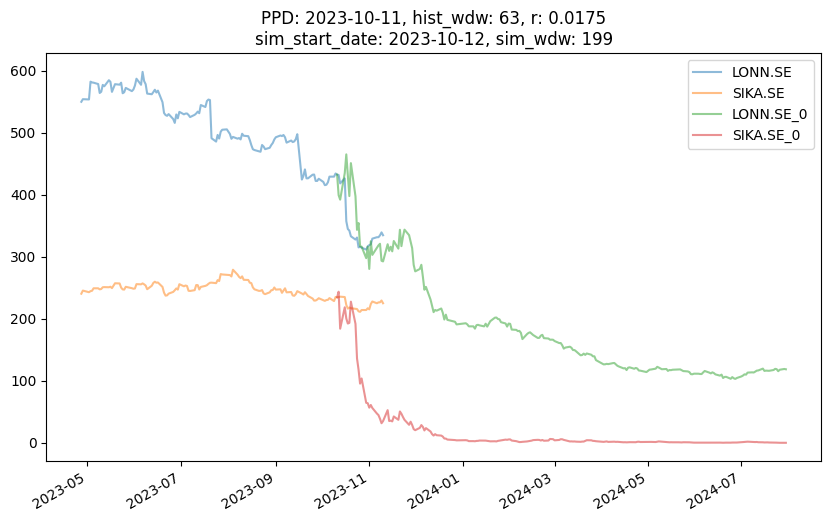 PPD: 2023-10-11, hist_wdw: 63, r: 0.0175
sim_start_date: 2023-10-12, sim_wdw: 199
LONN.SE
SIKA.SE
LONN.SE_0
SIKA.SE_0
600
500
400
300
200
100
0
2023-05
2023-07
2023-09
2023-11
2024-01
2024-03
2024-05
2024-07